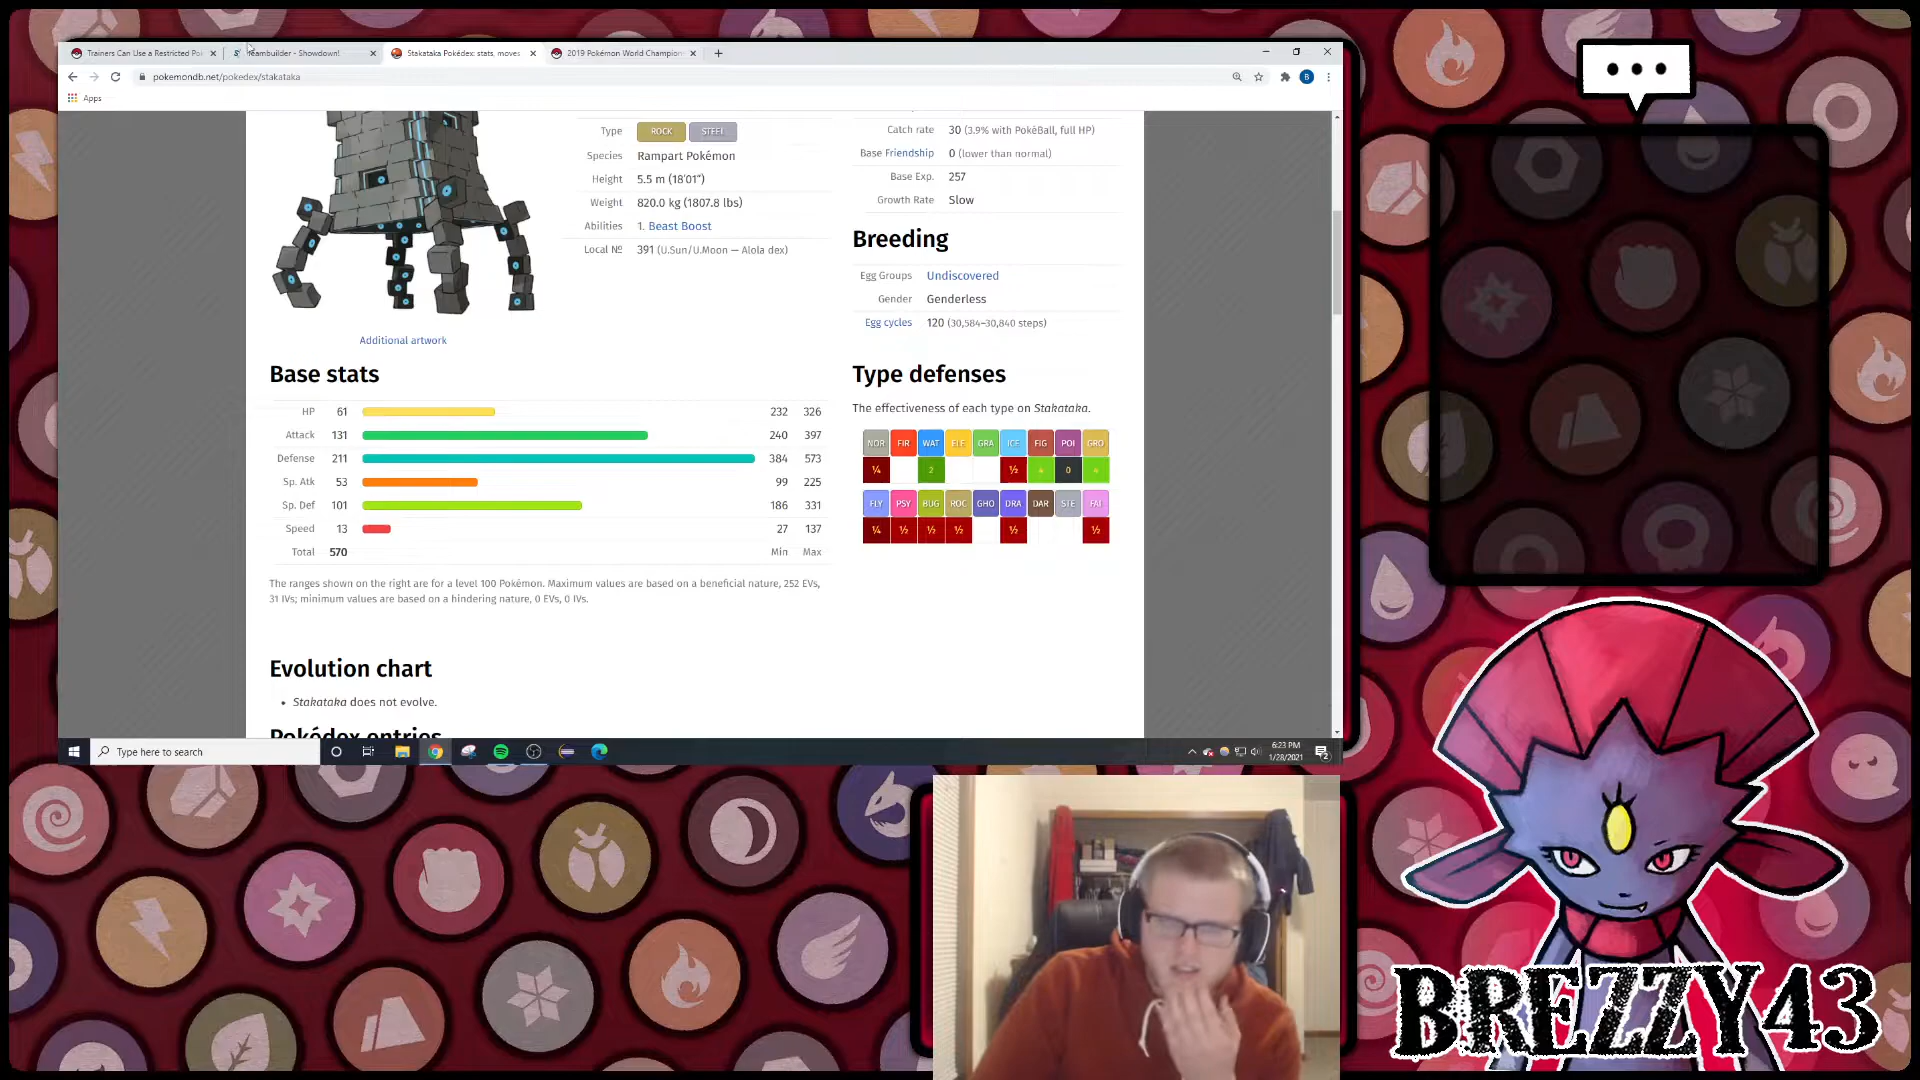 Trainers Can Use a Restricted Po
Teambuilder - Showdown!
Stakataka Pokédex: stats, moves
2019 Pokémon World Champion
pokemondb.net/pokedex/stakataka
B
Apps
Type ROCK STEEL
Species Rampart Pokémon
Height 5.5 m (18'01")
Weight 820.0 kg (1807.8 lbs)
Abilities 1. Beast Boost
Local № 391 (U.Sun/U.Moon — Alola dex)
Additional artwork
Catch rate 30 (3.9% with PokéBall, full HP)
Base Friendship 0 (lower than normal)
Base Exp. 257
Growth Rate Slow
Breeding
Egg Groups Undiscovered
Gender Genderless
Egg cycles 120 (30,584–30,840 steps)
Base stats
HP 61 232 326
Attack 131 240 397
Defense 211 384 573
Sp. Atk 53 99 225
Sp. Def 101 186 331
Speed 13 27 137
Total 570 Min Max
The ranges shown on the right are for a level 100 Pokémon. Maximum values are based on a beneficial nature, 252 EVs,
31 IVs; minimum values are based on a hindering nature, 0 EVs, 0 IVs.
Type defenses
The effectiveness of each type on Stakataka.
NOR FIR WAT ELE GRA ICE FIG POI GRO
¼ 2 ½ 4 0 4
FLY PSY BUG ROC GHO DRA DAR STE FAI
¼ ½ ½ ½ ½ ½
Evolution chart
• Stakataka does not evolve.
Pokédex entries
Type here to search
6:23 PM
1/28/2021
2
BREZZY43